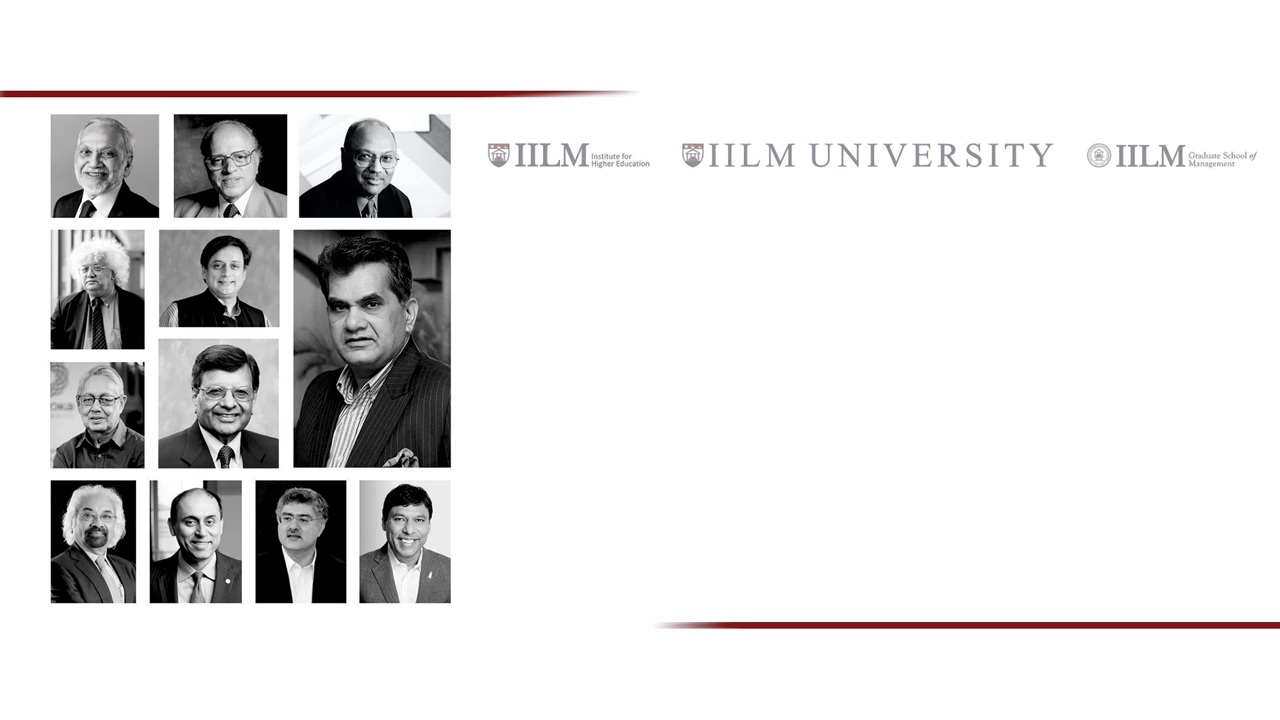 IILM Institute for
Higher Education
IILM UNIVERSITY
IILM Graduate School of
Management